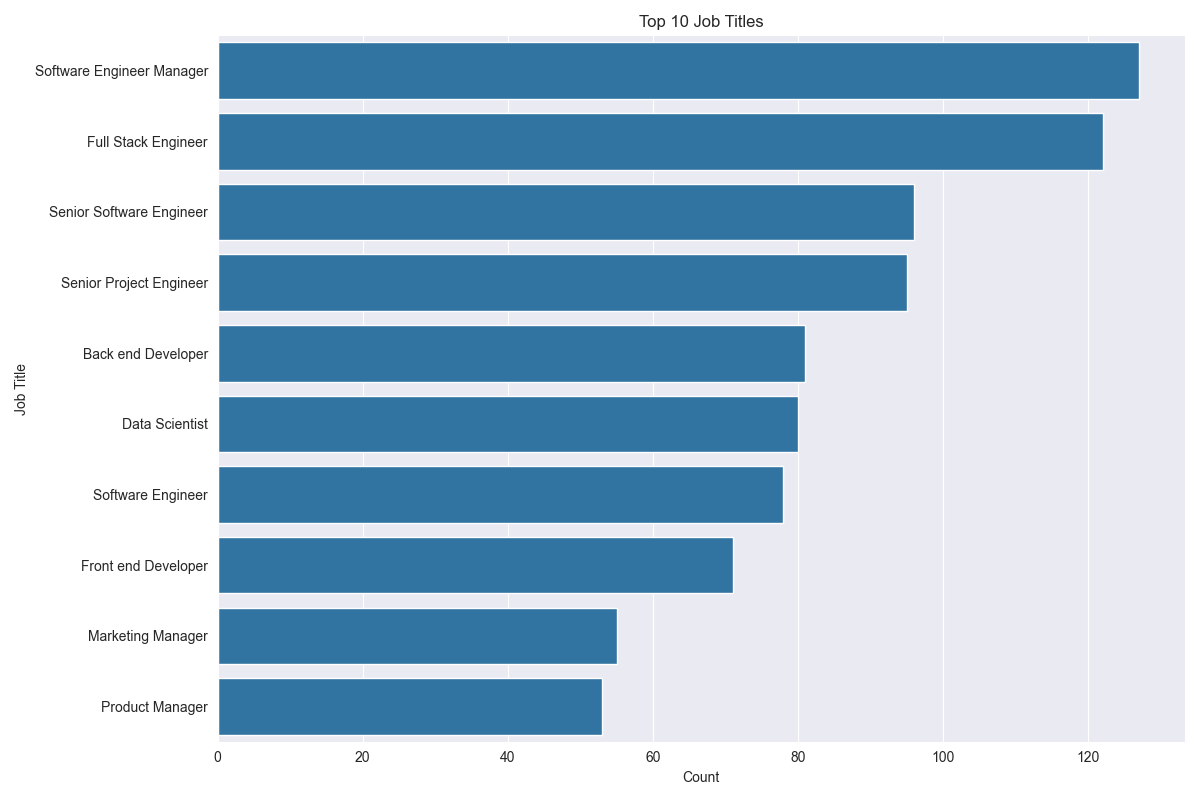 Top 10 Job Titles
Software Engineer Manager
Full Stack Engineer
Senior Software Engineer
Senior Project Engineer
Back end Developer
Data Scientist
Software Engineer
Front end Developer
Marketing Manager
Product Manager
Job Title
0 20 40 60 80 100 120
Count